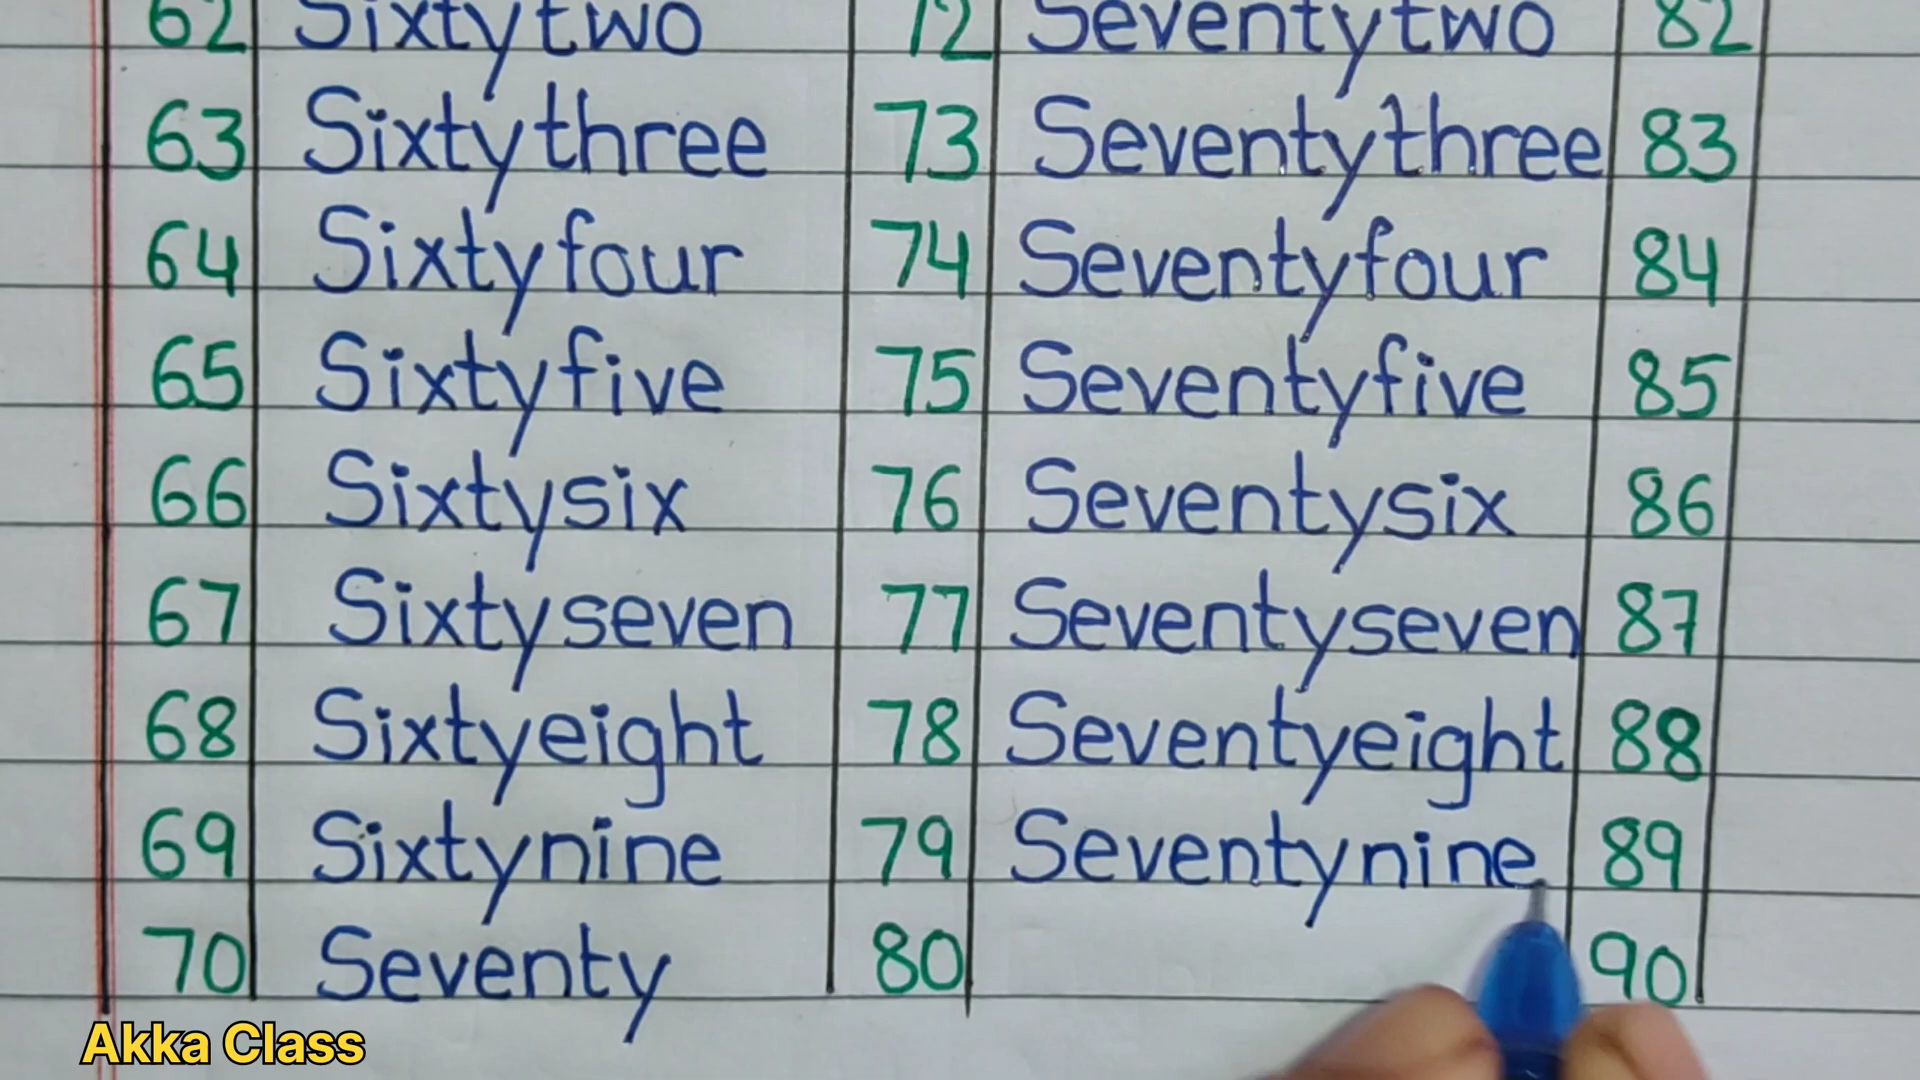 62 Sixtytwo 72 Seventytwo 82
63 Sixtythree 73 Seventythree 83
64 Sixtyfour 74 Seventyfour 84
65 Sixtyfive 75 Seventyfive 85
66 Sixtysix 76 Seventysix 86
67 Sixtyseven 77 Seventyseven 87
68 Sixtyeight 78 Seventyeight 88
69 Sixtynine 79 Seventynine 89
70 Seventy 80 90
Akka Class